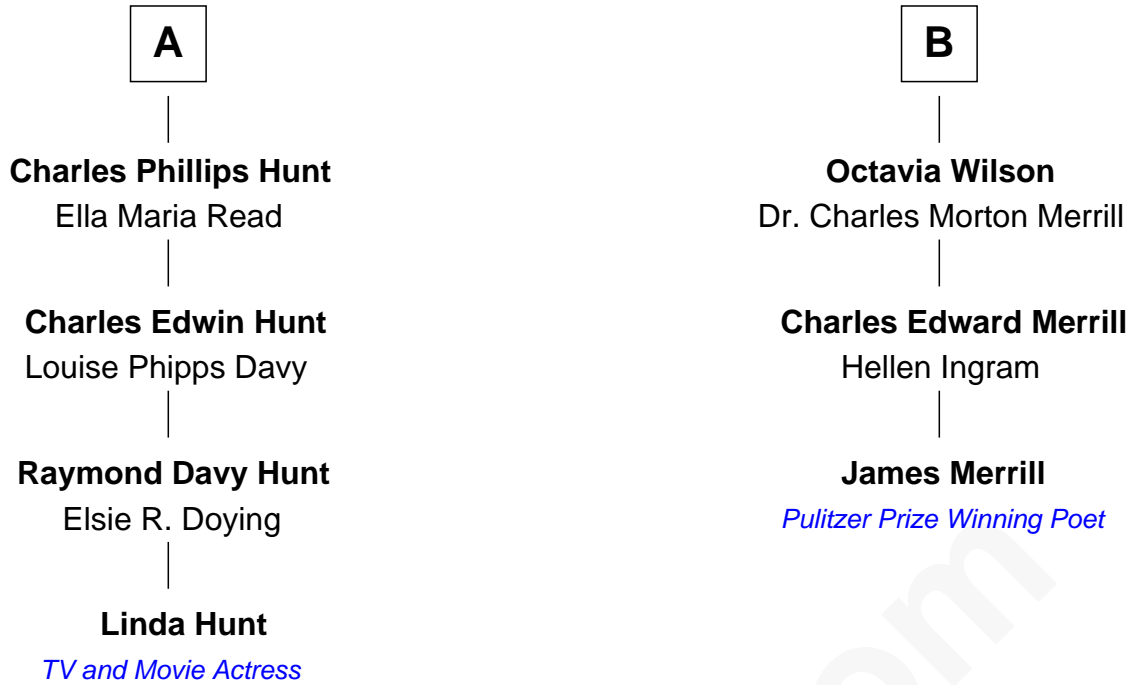 A
Charles Phillips Hunt
Ella Maria Read
Charles Edwin Hunt
Louise Phipps Davy
Raymond Davy Hunt
Elsie R. Doying
Linda Hunt
TV and Movie Actress
B
Octavia Wilson
Dr. Charles Morton Merrill
Charles Edward Merrill
Hellen Ingram
James Merrill
Pulitzer Prize Winning Poet
om